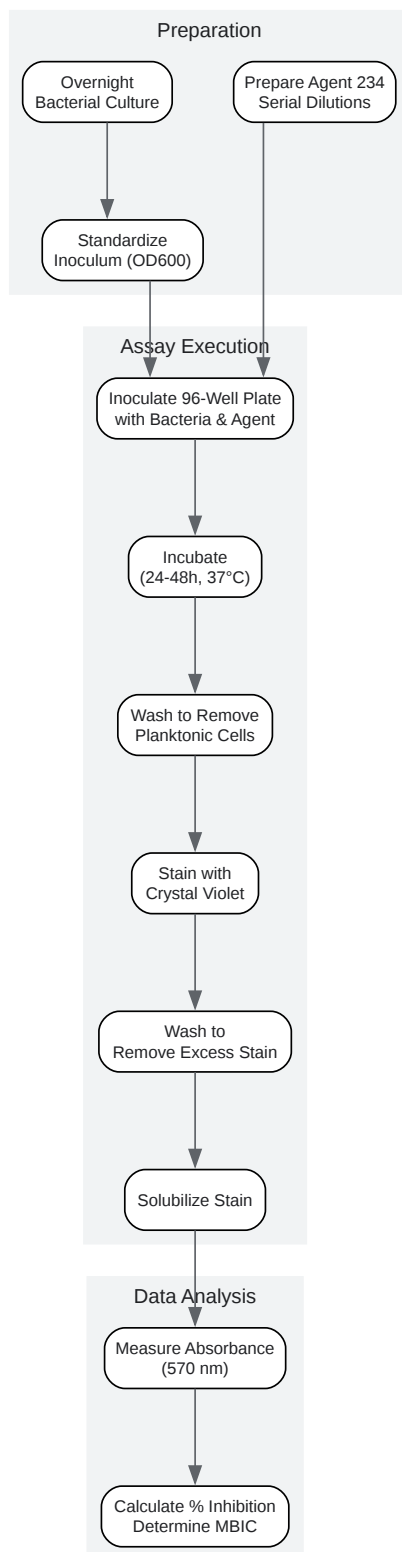 Preparation
Overnight
Bacterial Culture
Prepare Agent 234
Serial Dilutions
Standardize
Inoculum (OD600)
Assay Execution
Inoculate 96-Well Plate
with Bacteria & Agent
Incubate
(24-48h, 37°C)
Wash to Remove
Planktonic Cells
Stain with
Crystal Violet
Wash to
Remove Excess Stain
Solubilize Stain
Data Analysis
Measure Absorbance
(570 nm)
Calculate % Inhibition
Determine MBIC